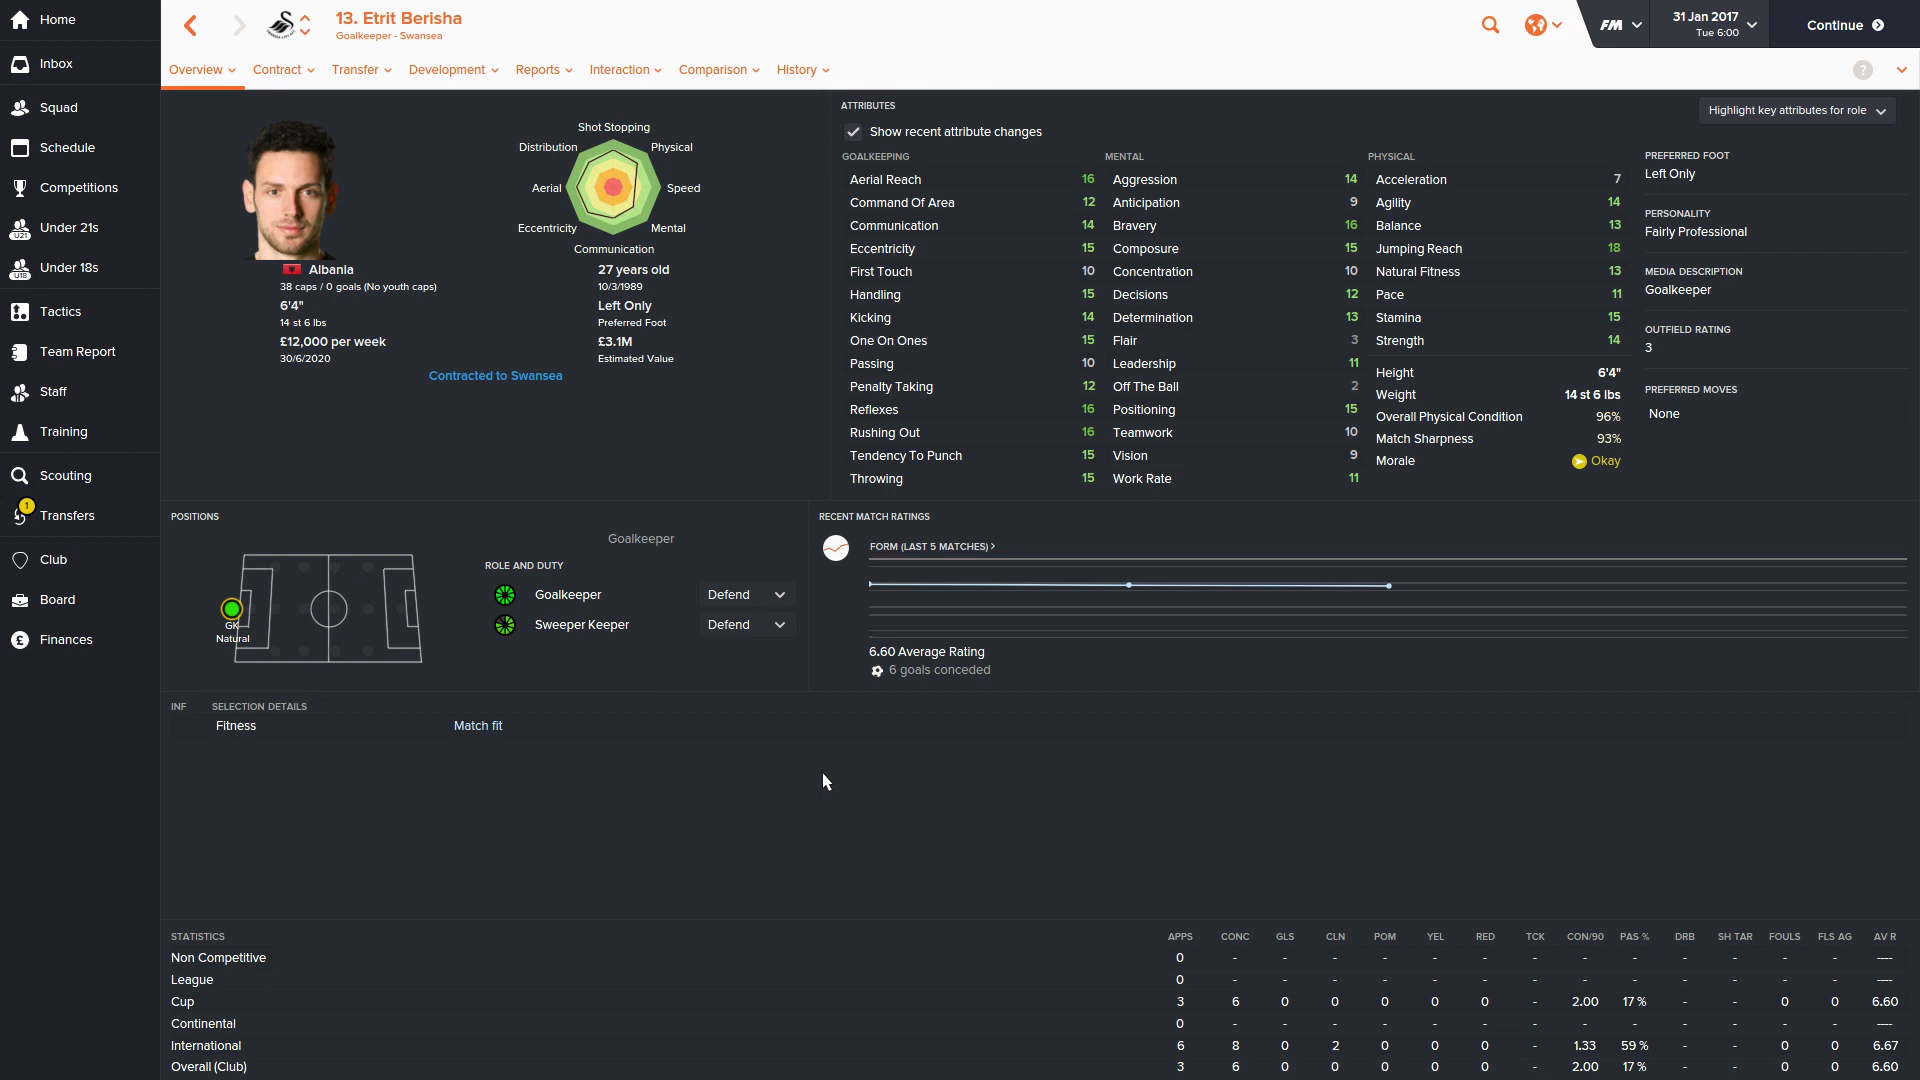 Home
Inbox
Squad
Schedule
Competitions
U21 Under 21s
U18 Under 18s
Tactics
Team Report
Staff
Training
Scouting
1
Transfers
Club
Board
Finances
13. Etrit Berisha
Goalkeeper - Swansea
FM
31 Jan 2017
Tue 6:00
Continue
Overview Contract Transfer Development Reports Interaction Comparison History
?
Shot Stopping
Distribution Physical
Aerial Speed
Eccentricity Mental
Communication
Albania
38 caps / 0 goals (No youth caps)
6'4"
14 st 6 lbs
£12,000 per week
30/6/2020
27 years old
10/3/1989
Left Only
Preferred Foot
£3.1M
Estimated Value
Contracted to Swansea
ATTRIBUTES
Highlight key attributes for role
Show recent attribute changes
GOALKEEPING
Aerial Reach 16
Command Of Area 12
Communication 14
Eccentricity 15
First Touch 10
Handling 15
Kicking 14
One On Ones 15
Passing 10
Penalty Taking 12
Reflexes 16
Rushing Out 16
Tendency To Punch 15
Throwing 15
MENTAL
Aggression 14
Anticipation 9
Bravery 16
Composure 15
Concentration 10
Decisions 12
Determination 13
Flair 3
Leadership 11
Off The Ball 2
Positioning 15
Teamwork 10
Vision 9
Work Rate 11
PHYSICAL
Acceleration 7
Agility 14
Balance 13
Jumping Reach 18
Natural Fitness 13
Pace 11
Stamina 15
Strength 14
Height 6'4"
Weight 14 st 6 lbs
Overall Physical Condition 96%
Match Sharpness 93%
Morale Okay
PREFERRED FOOT
Left Only
PERSONALITY
Fairly Professional
MEDIA DESCRIPTION
Goalkeeper
OUTFIELD RATING
3
PREFERRED MOVES
None
POSITIONS
GK
Natural
Goalkeeper
ROLE AND DUTY
Goalkeeper Defend
Sweeper Keeper Defend
RECENT MATCH RATINGS
FORM (LAST 5 MATCHES) >
6.60 Average Rating
6 goals conceded
INF SELECTION DETAILS
Fitness Match fit
STATISTICS APPS CONC GLS CLN POM YEL RED TCK CON/90 PAS % DRB SH TAR FOULS FLS AG AV R
Non Competitive 0 - - - - - - - - - - - - - ----
League 0 - - - - - - - - - - - - - ----
Cup 3 6 0 0 0 0 0 - 2.00 17 % - - 0 0 6.60
Continental 0 - - - - - - - - - - - - - ----
International 6 8 0 2 0 0 0 - 1.33 59 % - - 0 0 6.67
Overall (Club) 3 6 0 0 0 0 0 - 2.00 17 % - - 0 0 6.60